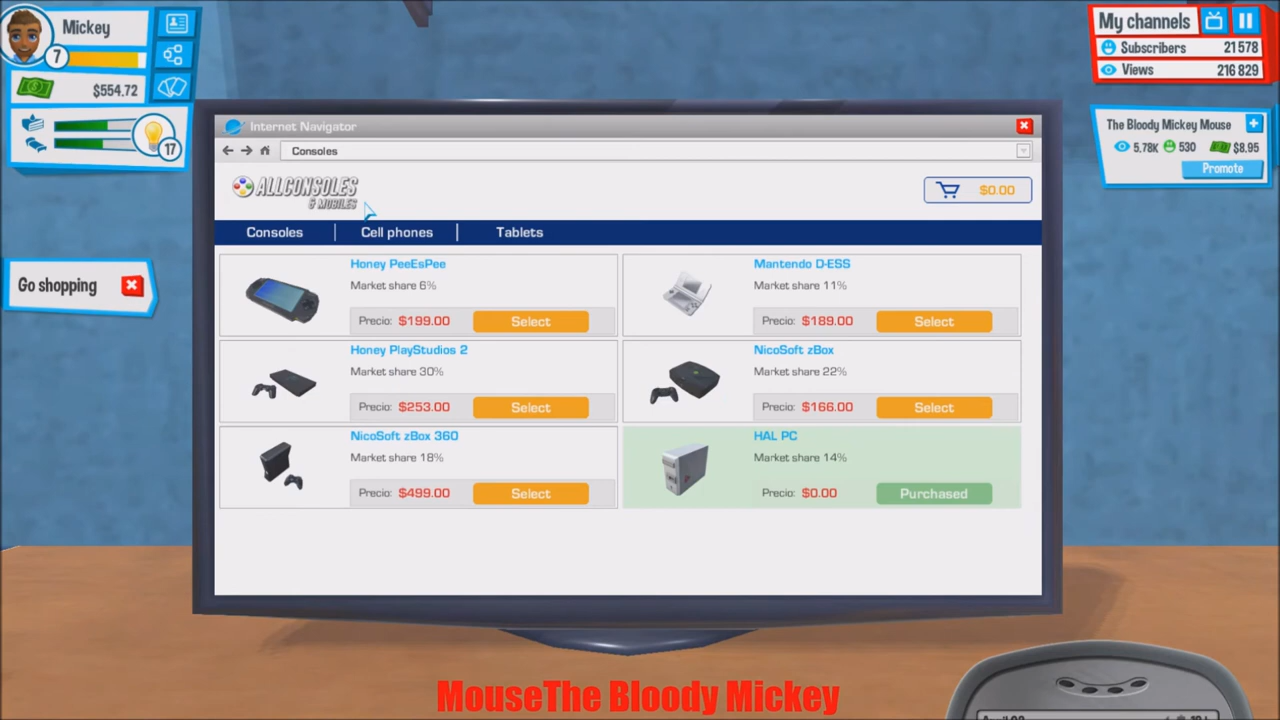 Mickey
7
$554.72
17
My channels
Subscribers 21 578
Views 216 829
The Bloody Mickey Mouse
5.78K 530 $8.95
Promote
Go shopping
Internet Navigator
Consoles
ALLCONSOLES
& MOBILES
$0.00
Consoles Cell phones Tablets
Honey PeeEsPee
Market share 6%
Precio: $199.00 Select
Mantendo D-ESS
Market share 11%
Precio: $189.00 Select
Honey PlayStudios 2
Market share 30%
Precio: $253.00 Select
NicoSoft zBox
Market share 22%
Precio: $166.00 Select
NicoSoft zBox 360
Market share 18%
Precio: $499.00 Select
HAL PC
Market share 14%
Precio: $0.00 Purchased
MouseThe Bloody Mickey